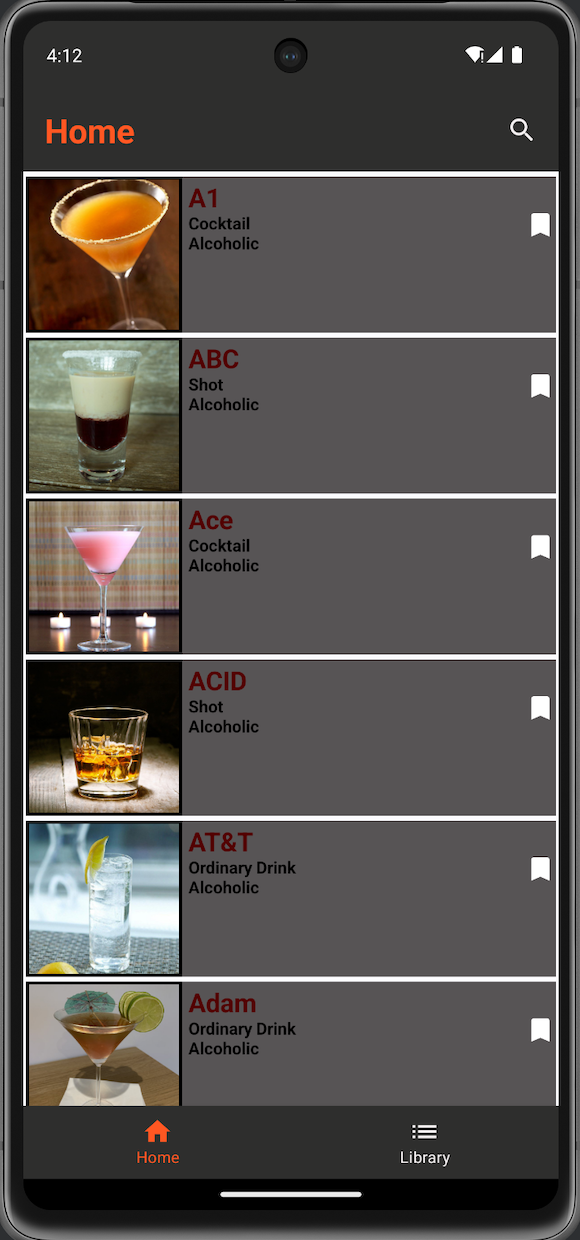 4:12
Home
A1
Cocktail
Alcoholic
ABC
Shot
Alcoholic
Ace
Cocktail
Alcoholic
ACID
Shot
Alcoholic
AT&T
Ordinary Drink
Alcoholic
Adam
Ordinary Drink
Alcoholic
Home
Library